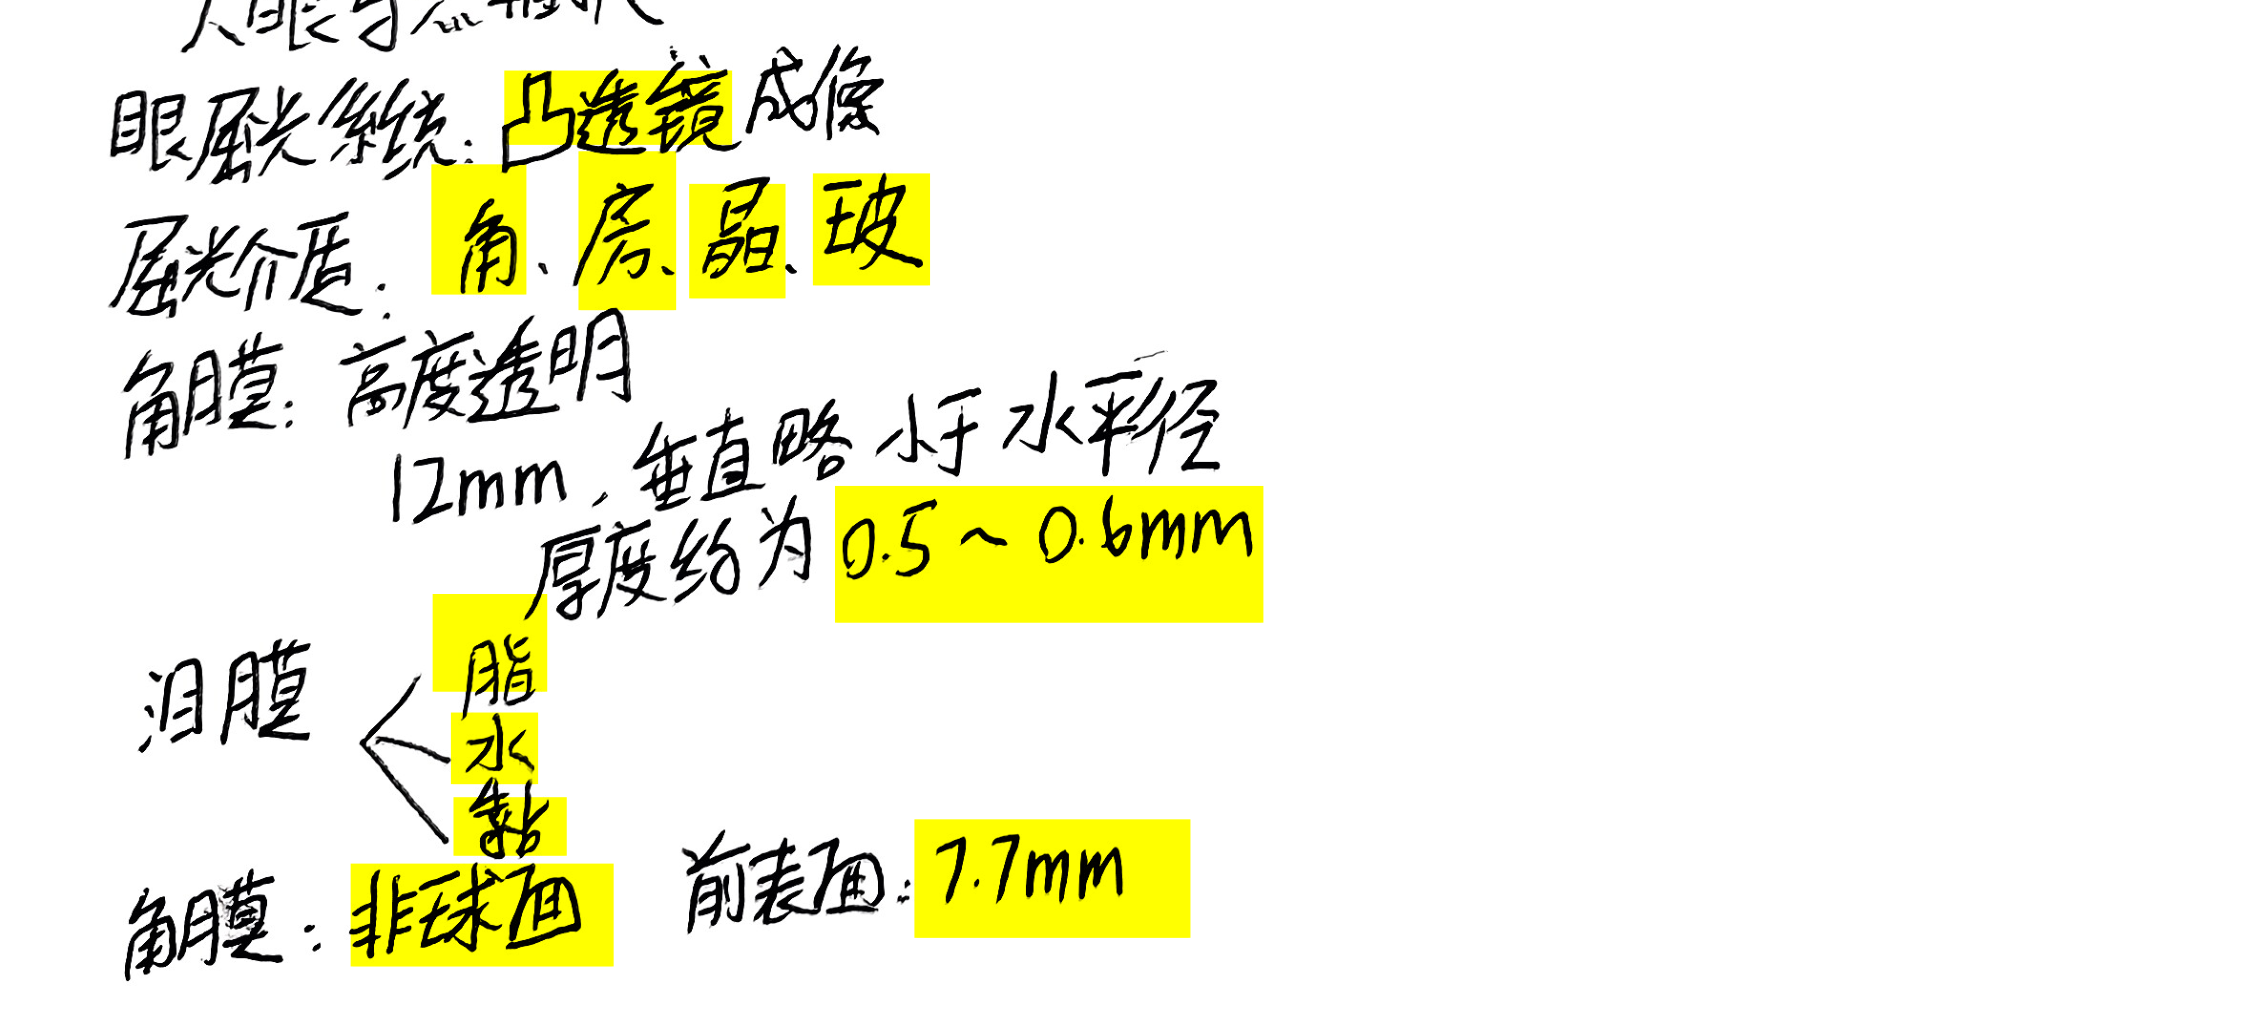 眼屈光系统：凸透镜成像
屈光介质：角、房、晶、玻
角膜：高度透明
12mm，垂直略小于水平径
厚度约为0.5～0.6mm
泪膜
脂
水
黏
角膜：非球面 前表面：7.7mm